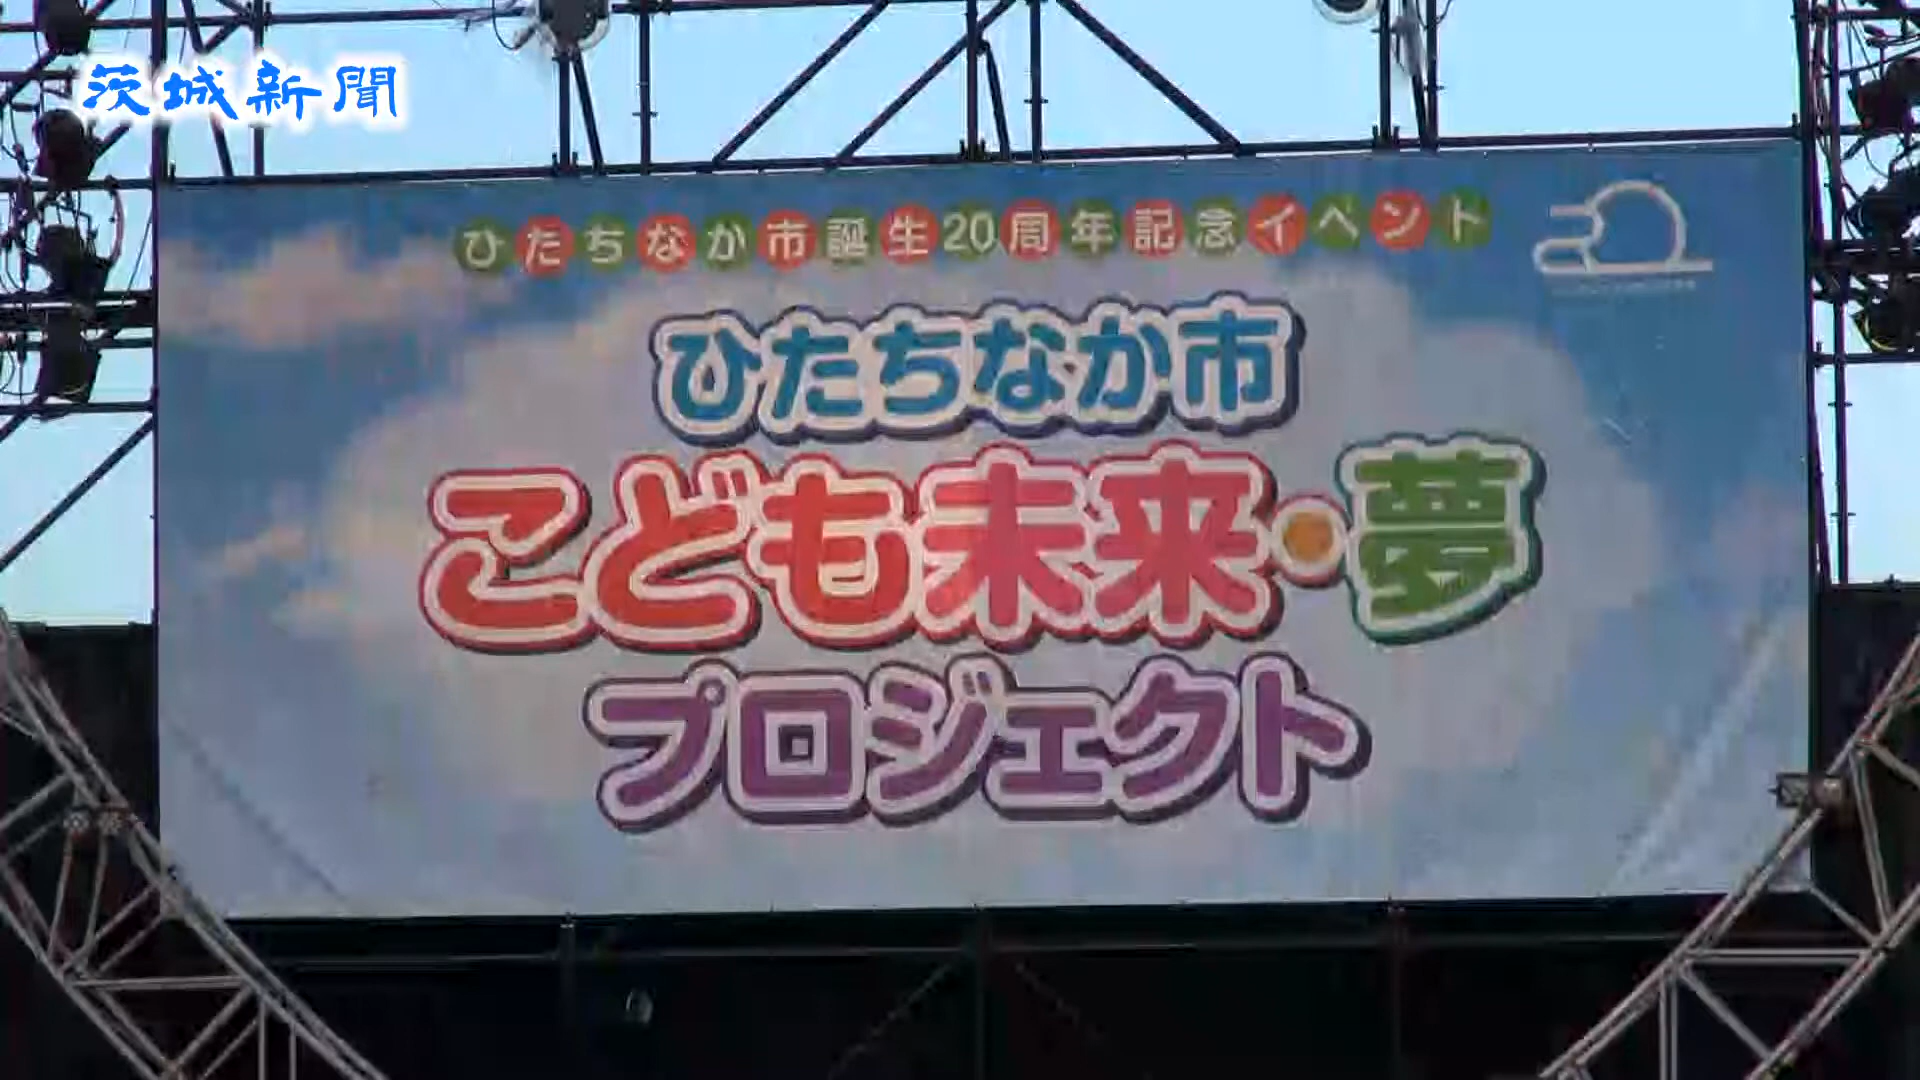 茨城新聞
ひたちなか市誕生20周年記念イベント
ひたちなか市
こども未来・夢
プロジェクト